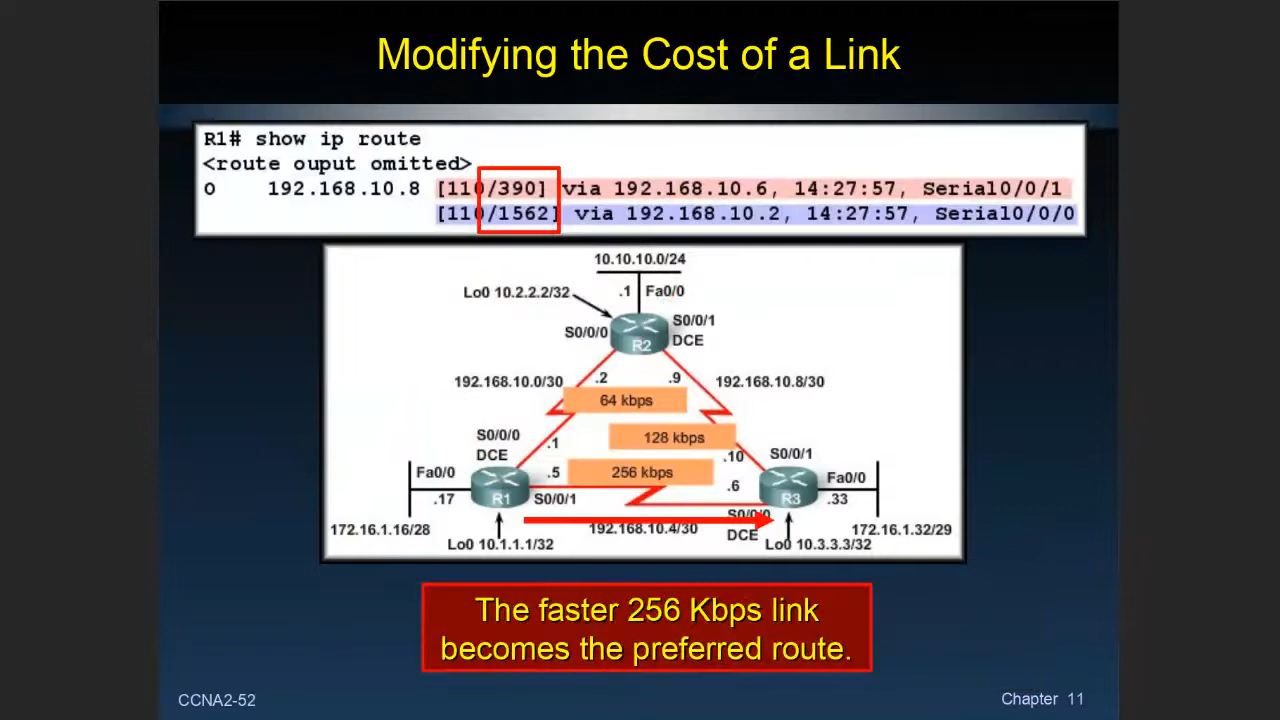 Modifying the Cost of a Link
R1# show ip route
<route ouput omitted>
O 192.168.10.8 [110/390] via 192.168.10.6, 14:27:57, Serial0/0/1
[110/1562] via 192.168.10.2, 14:27:57, Serial0/0/0
10.10.10.0/24
Lo0 10.2.2.2/32
.1 Fa0/0
S0/0/0
S0/0/1
DCE
R2
192.168.10.0/30
.2
.9
192.168.10.8/30
64 kbps
128 kbps
S0/0/0
DCE
.1
.10
S0/0/1
256 kbps
Fa0/0
.5
.6
Fa0/0
.17
R1
S0/0/1
R3
.33
S0/0/0
DCE
172.16.1.16/28
192.168.10.4/30
172.16.1.32/29
Lo0 10.1.1.1/32
Lo0 10.3.3.3/32
The faster 256 Kbps link
becomes the preferred route.
CCNA2-52
Chapter 11